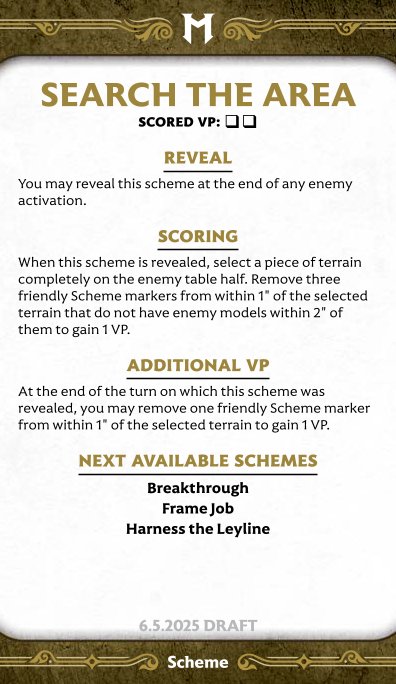 M
SEARCH THE AREA
SCORED VP: ❑❑
REVEAL
You may reveal this scheme at the end of any enemy
activation.
SCORING
When this scheme is revealed, select a piece of terrain
completely on the enemy table half. Remove three
friendly Scheme markers from within 1" of the selected
terrain that do not have enemy models within 2" of
them to gain 1 VP.
ADDITIONAL VP
At the end of the turn on which this scheme was
revealed, you may remove one friendly Scheme marker
from within 1" of the selected terrain to gain 1 VP.
NEXT AVAILABLE SCHEMES
Breakthrough
Frame Job
Harness the Leyline
6.5.2025 DRAFT
Scheme